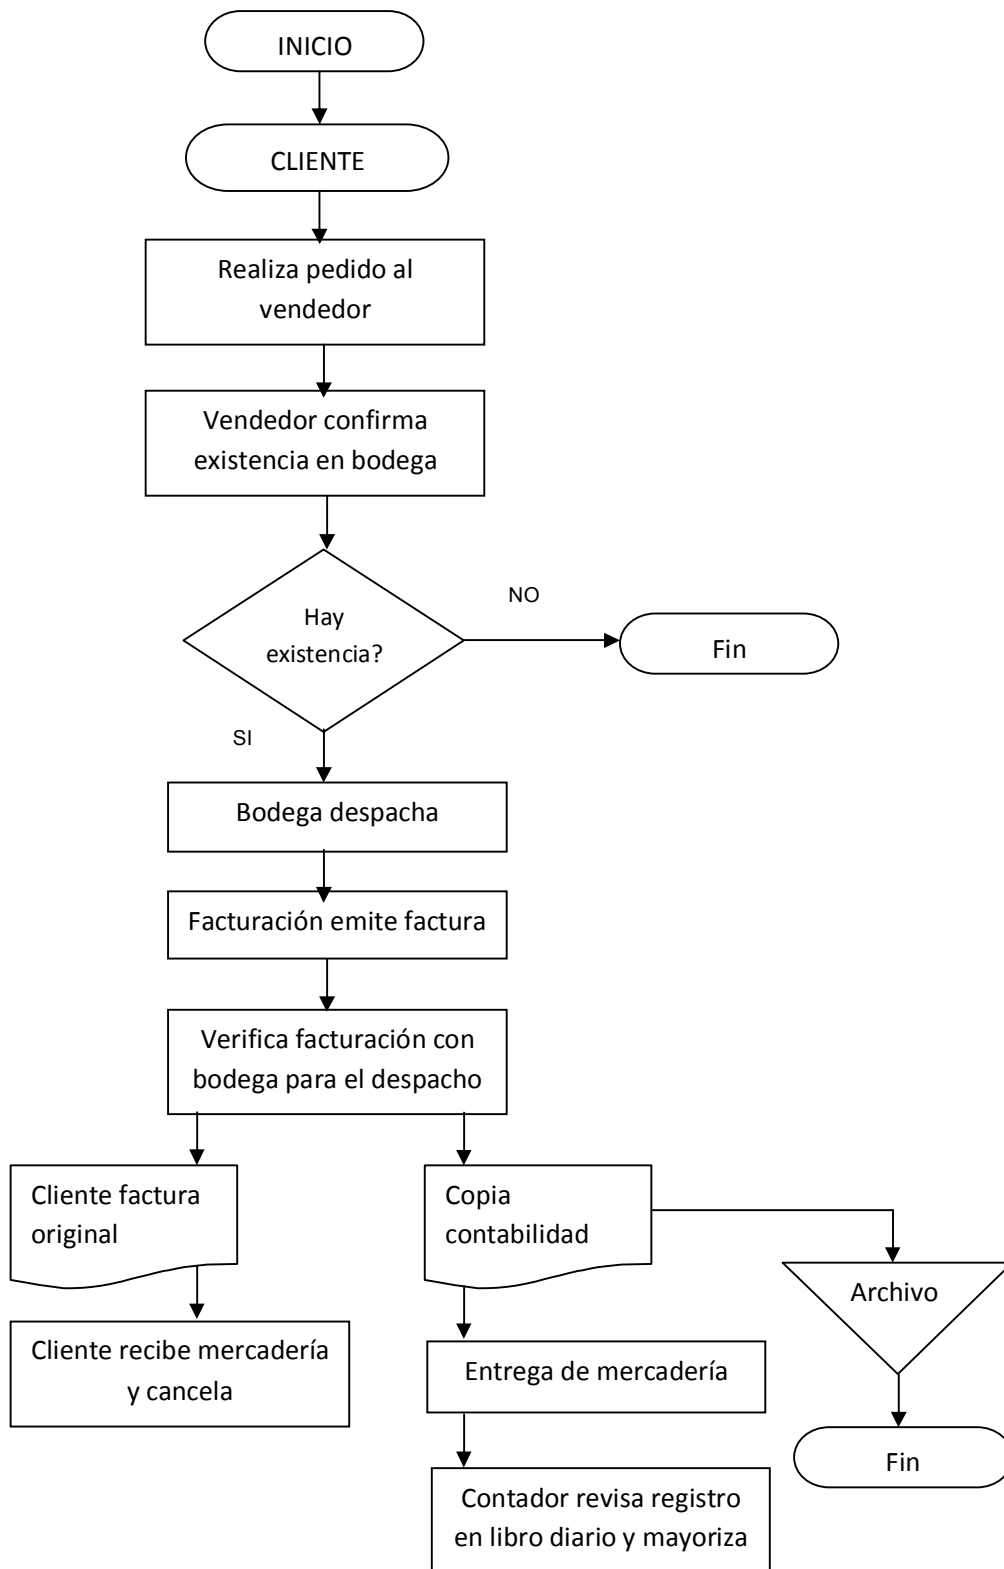 INICIO
CLIENTE
Realiza pedido al
vendedor
Vendedor confirma
existencia en bodega
Hay
existencia?
NO
Fin
SI
Bodega despacha
Facturación emite factura
Verifica facturación con
bodega para el despacho
Cliente factura
original
Copia
contabilidad
Archivo
Cliente recibe mercadería
y cancela
Entrega de mercadería
Fin
Contador revisa registro
en libro diario y mayoriza